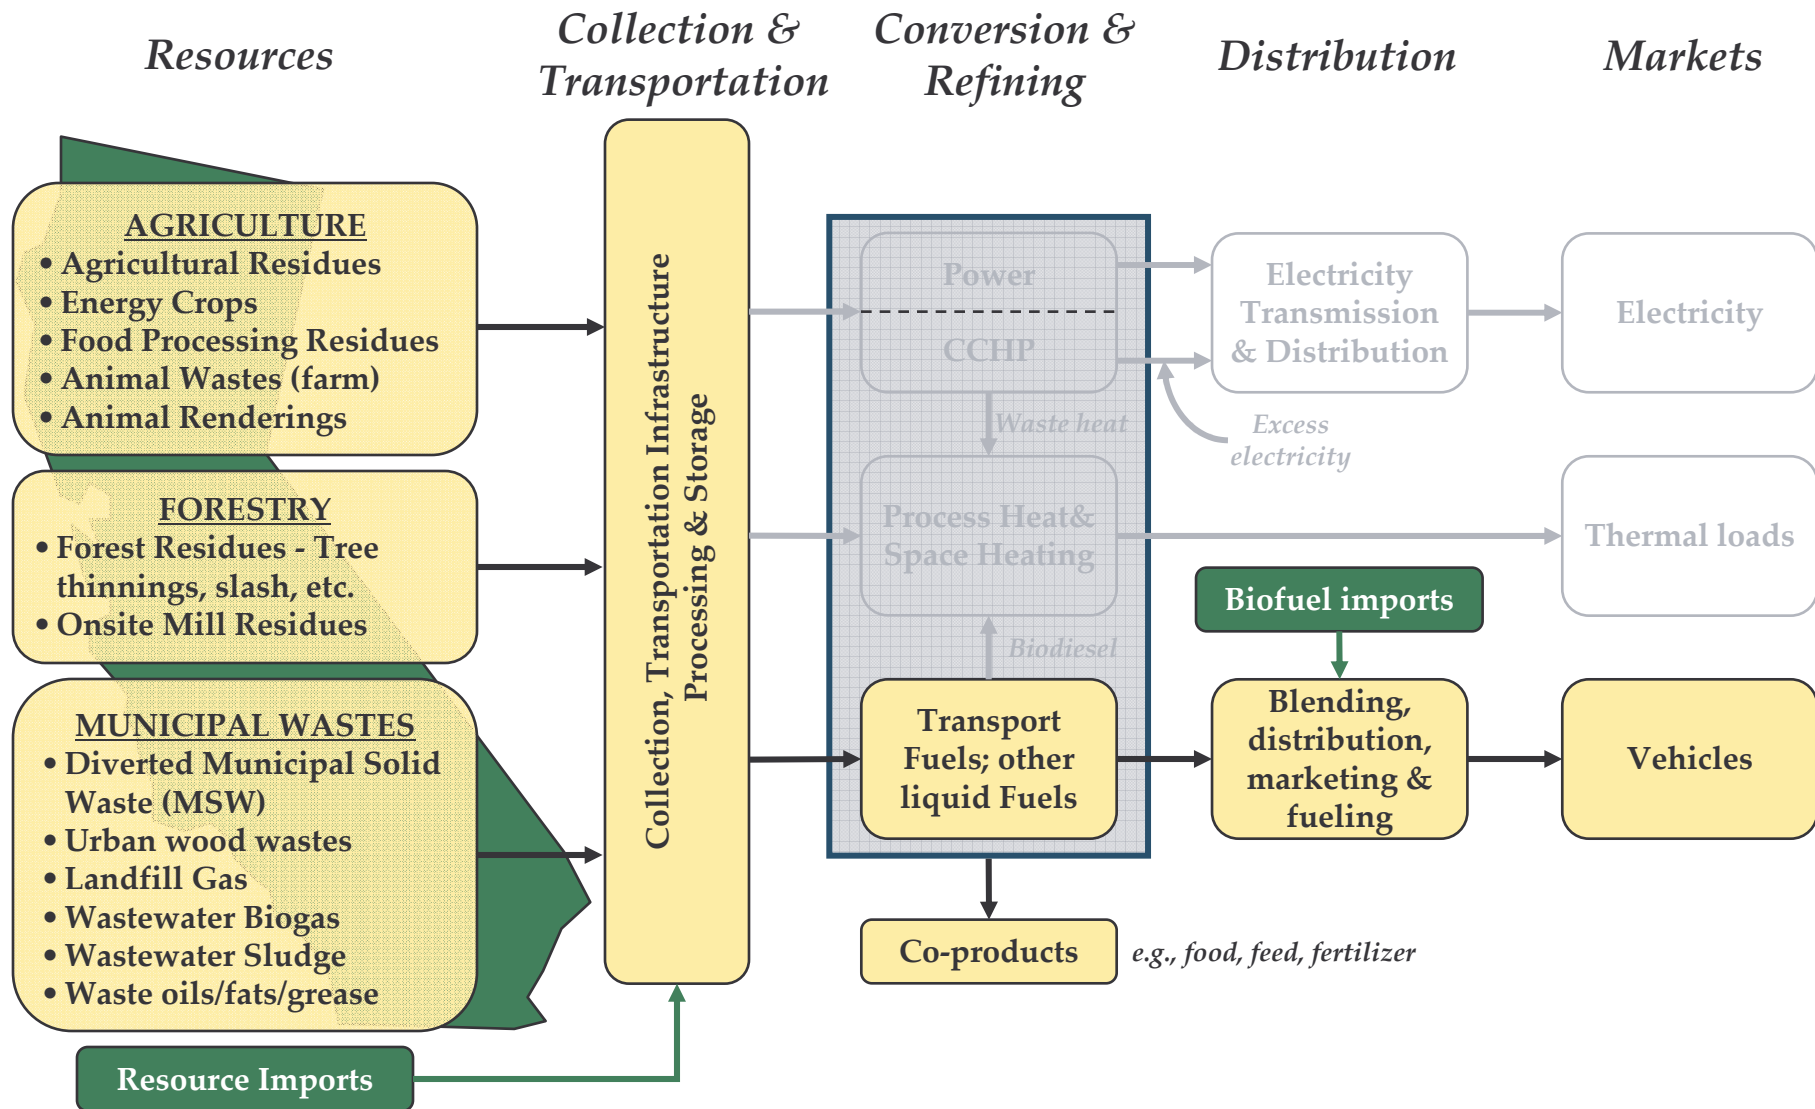 Resources
Collection &
Transportation
Conversion &
Refining
Distribution
Markets
AGRICULTURE
• Agricultural Residues
• Energy Crops
• Food Processing Residues
• Animal Wastes (farm)
• Animal Renderings
FORESTRY
• Forest Residues - Tree
thinnings, slash, etc.
• Onsite Mill Residues
MUNICIPAL WASTES
• Diverted Municipal Solid
Waste (MSW)
• Urban wood wastes
• Landfill Gas
• Wastewater Biogas
• Wastewater Sludge
• Waste oils/fats/grease
Resource Imports
Collection, Transportation Infrastructure
Processing & Storage
Power
CCHP
Waste heat
Process Heat&
Space Heating
Biodiesel
Transport
Fuels; other
liquid Fuels
Co-products
e.g., food, feed, fertilizer
Electricity
Transmission
& Distribution
Excess
electricity
Biofuel imports
Blending,
distribution,
marketing &
fueling
Electricity
Thermal loads
Vehicles